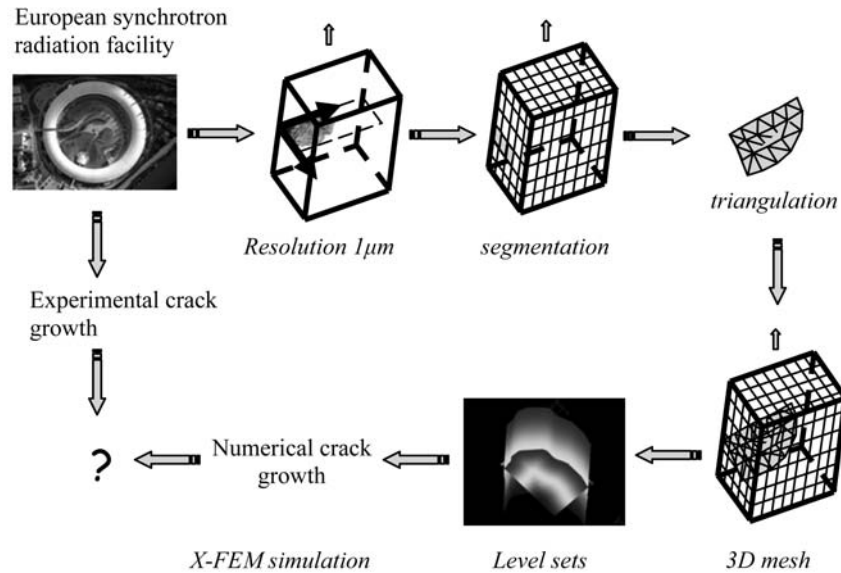 European synchrotron
radiation facility
Resolution 1μm
segmentation
triangulation
Experimental crack
growth
?
Numerical crack
growth
X-FEM simulation
Level sets
3D mesh